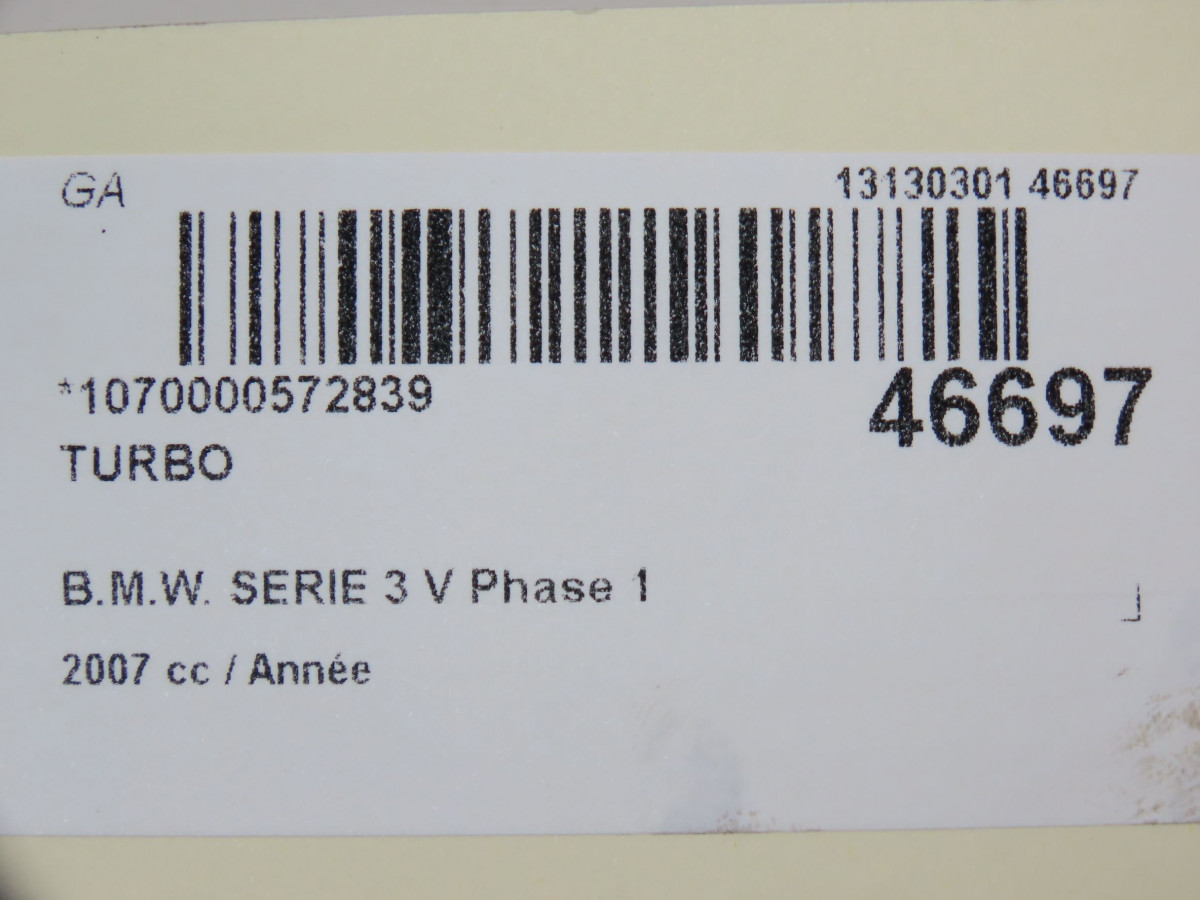 GA
13130301 46697
*1070000572839
46697
TURBO
B.M.W. SERIE 3 V Phase 1
2007 cc / Année